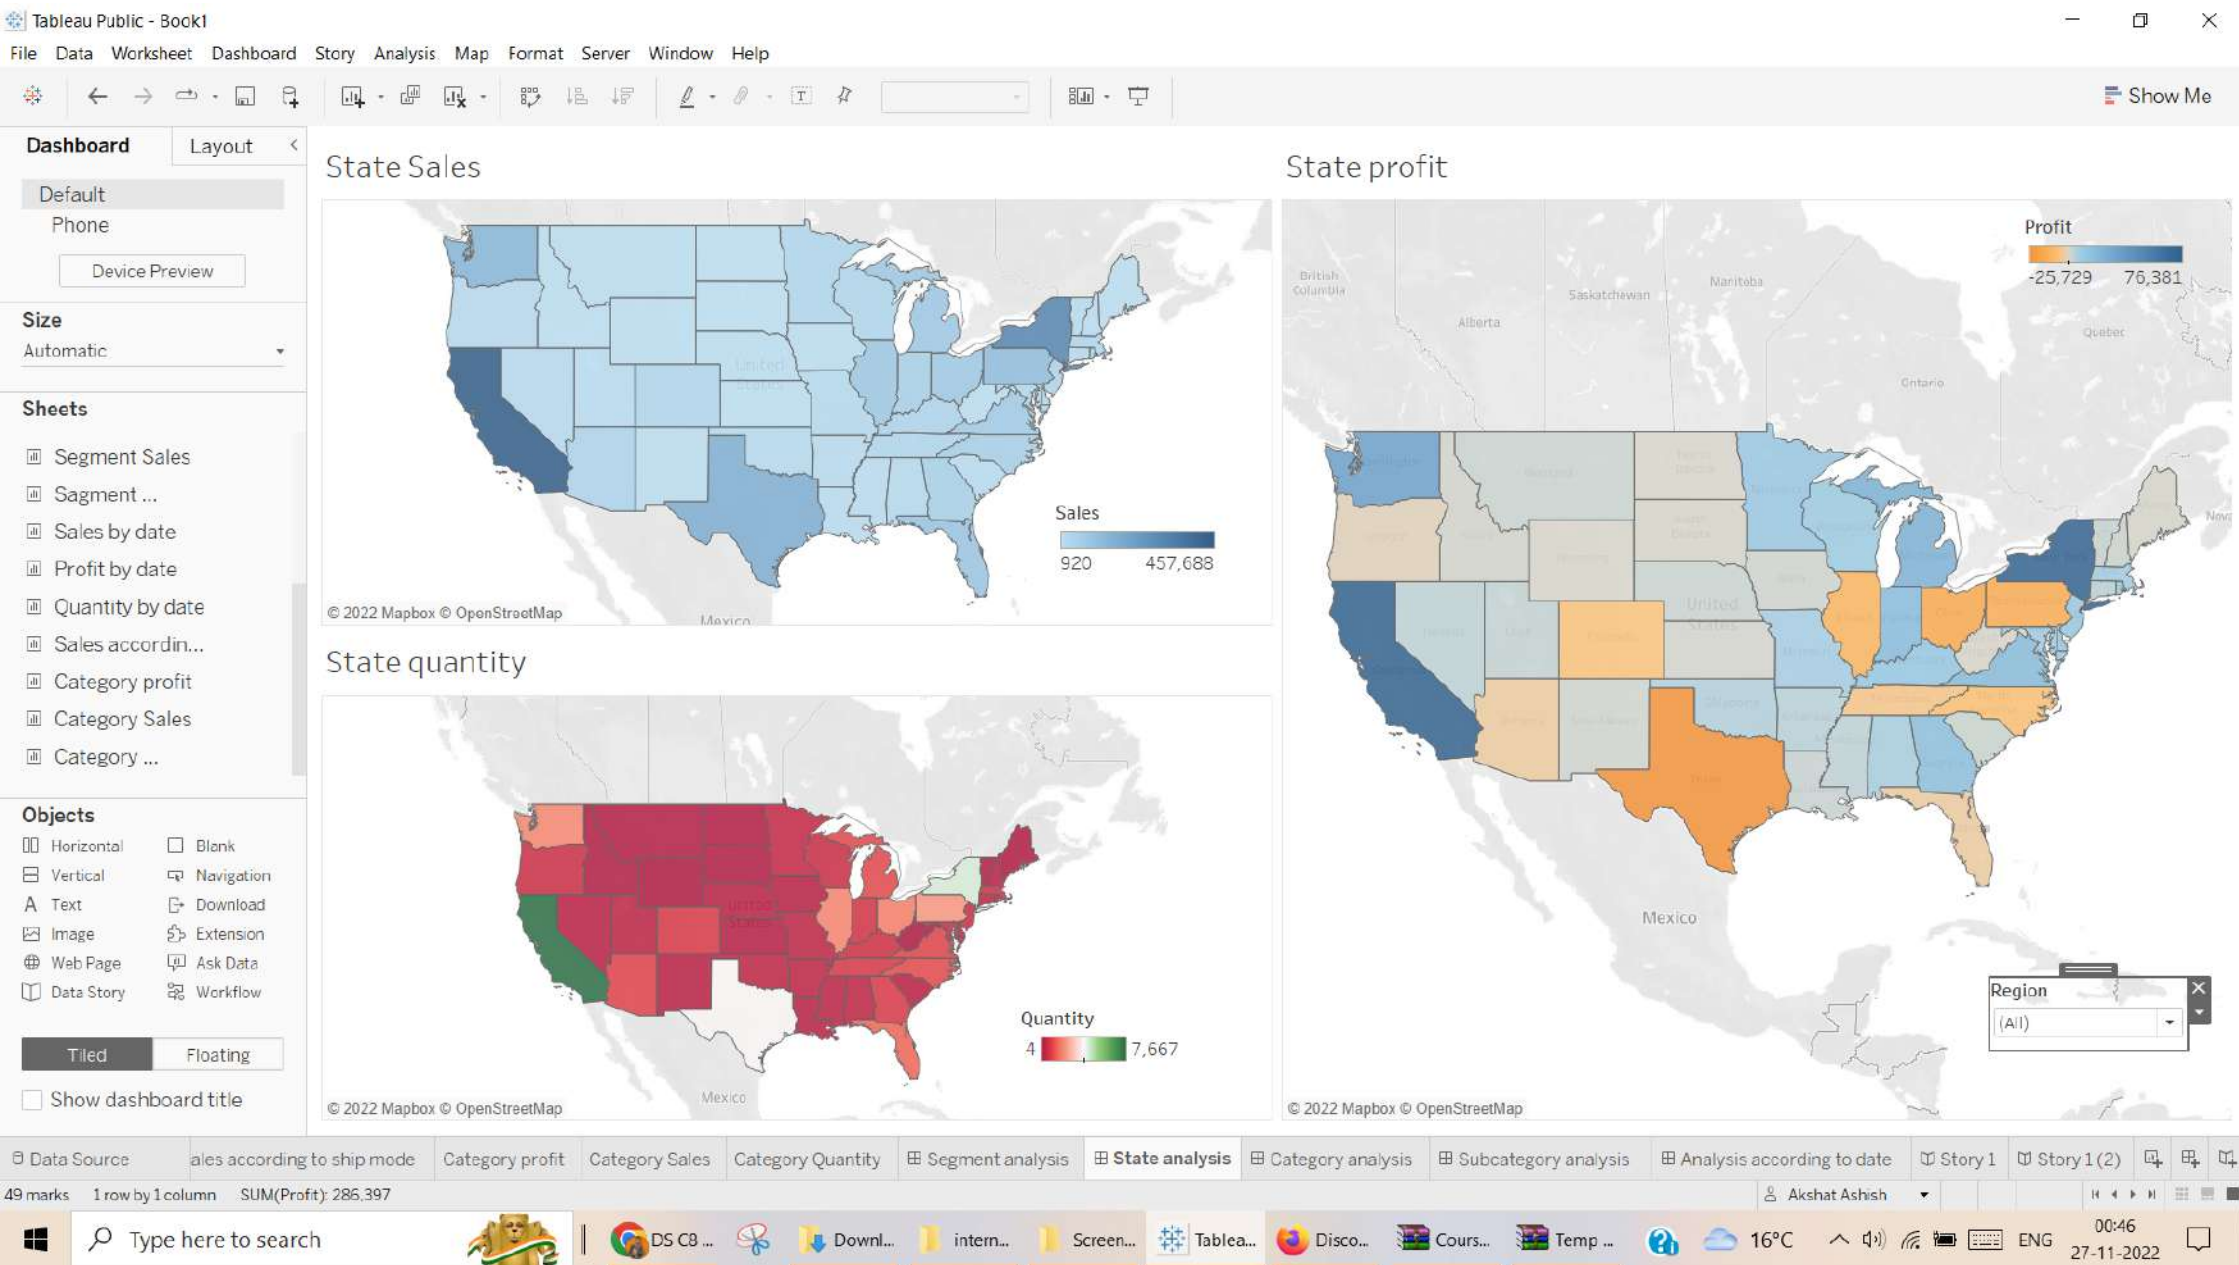 Tableau Public - Book1
File Data Worksheet Dashboard Story Analysis Map Format Server Window Help
Show Me
Dashboard Layout
Default
Phone
Device Preview
Size
Automatic
Sheets
Segment Sales
Sagment ...
Sales by date
Profit by date
Quantity by date
Sales accordin...
Category profit
Category Sales
Category ...
Objects
Horizontal Blank
Vertical Navigation
A Text Download
Image Extension
Web Page Ask Data
Data Story Workflow
Tiled Floating
Show dashboard title
State Sales
United
States
Mexico
Sales
920 457,688
© 2022 Mapbox © OpenStreetMap
State quantity
United
States
Mexico
Quantity
4 7,667
© 2022 Mapbox © OpenStreetMap
State profit
Profit
-25,729 76,381
British
Columbia
Alberta
Saskatchewan
Manitoba
Ontario
Quebec
Nova
United
States
Mexico
Region
(All)
© 2022 Mapbox © OpenStreetMap
Data Source ales according to ship mode Category profit Category Sales Category Quantity Segment analysis State analysis Category analysis Subcategory analysis Analysis according to date Story 1 Story 1 (2)
49 marks 1 row by 1 column SUM(Profit): 286,397 Akshat Ashish
Type here to search DS C8 ... Downl... intern... Screen... Tablea... Disco... Cours... Temp ... 16°C ENG 00:46
27-11-2022